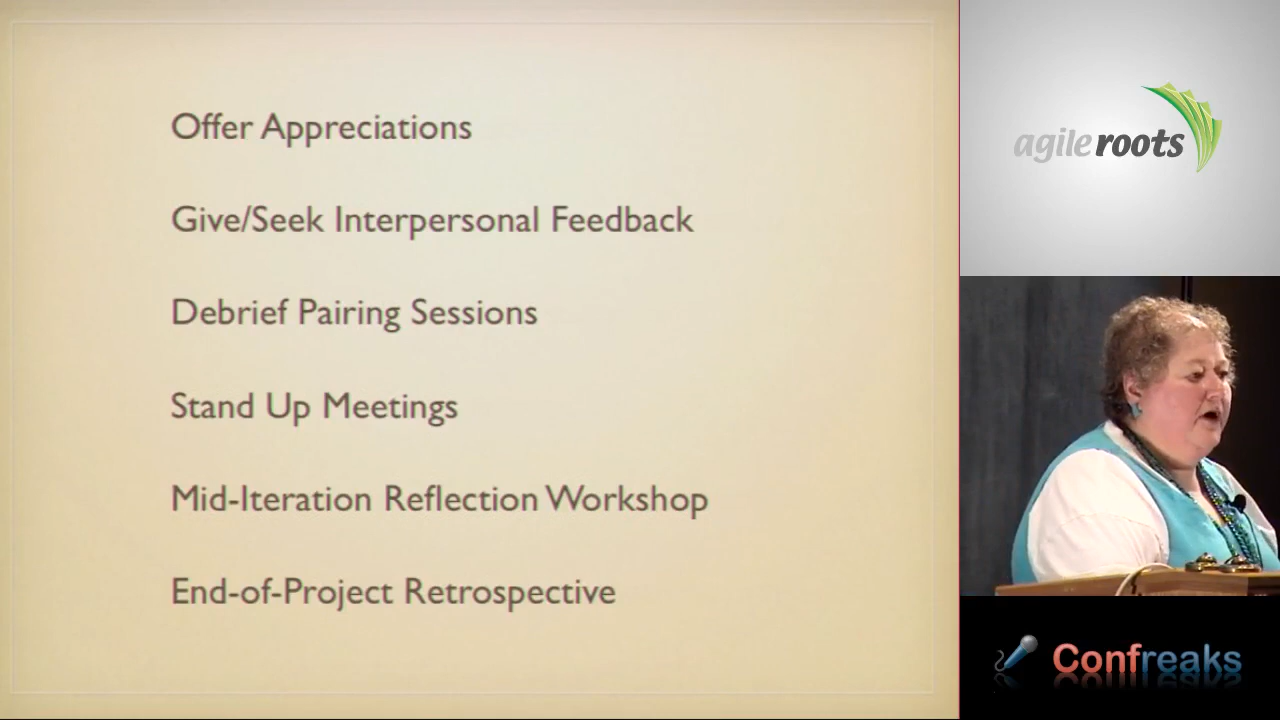 Offer Appreciations
Give/Seek Interpersonal Feedback
Debrief Pairing Sessions
Stand Up Meetings
Mid-Iteration Reflection Workshop
End-of-Project Retrospective
agile roots
Confreaks